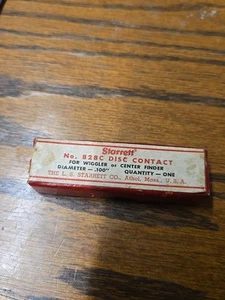 Starrett
No. 828C DISC CONTACT
FOR WIGGLER or CENTER FINDER
DIAMETER—.100" QUANTITY—ONE
THE L. S. STARRETT CO., Athol, Mass., U. S. A.